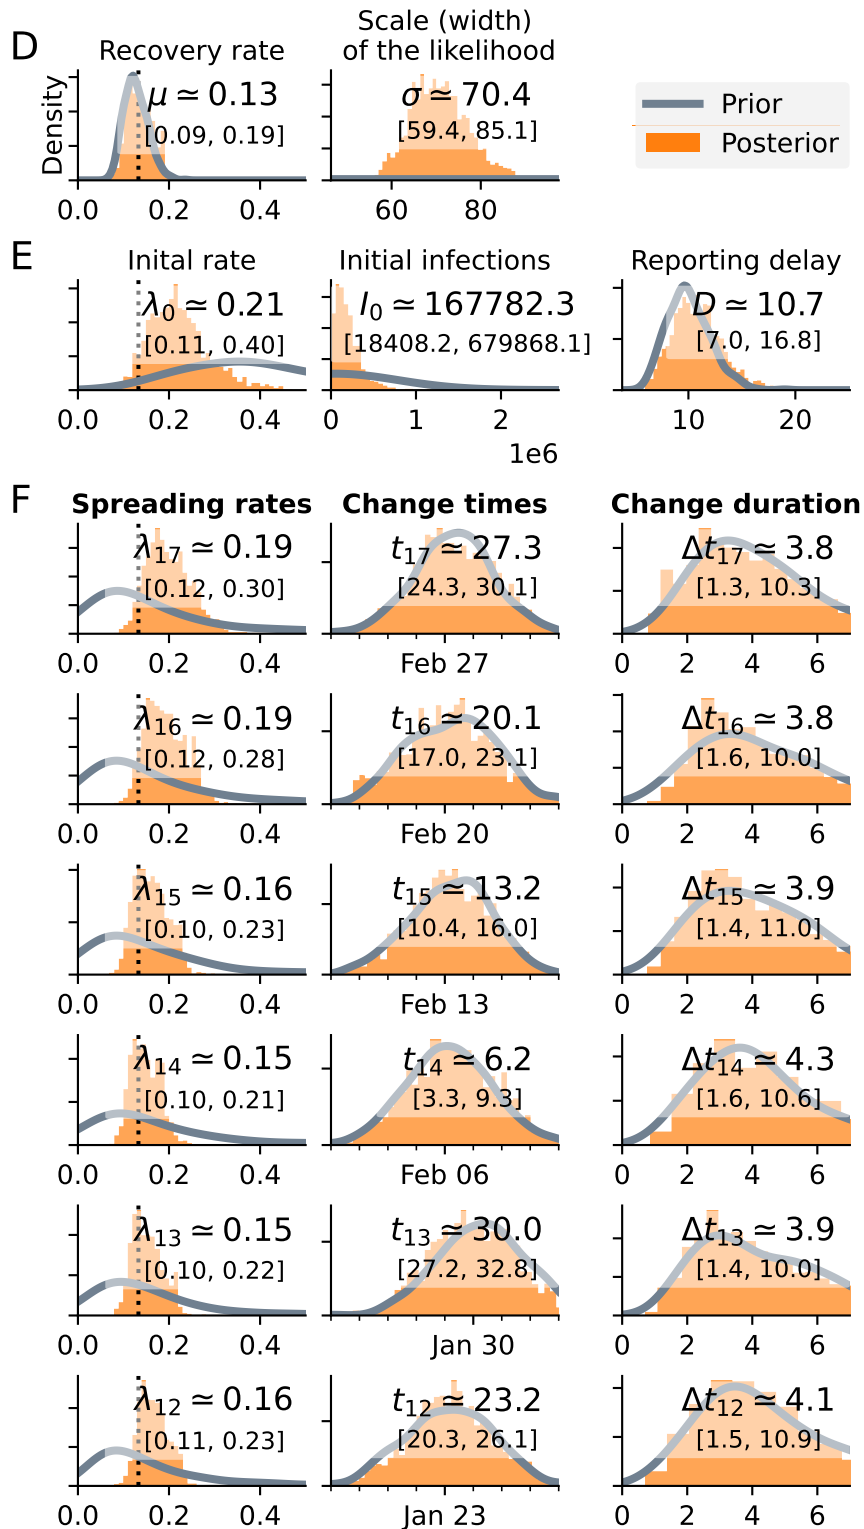 D
Recovery rate
Scale (width)
of the likelihood
Density
μ ≃ 0.13
[0.09, 0.19]
σ ≃ 70.4
[59.4, 85.1]
Prior
Posterior
0.0 0.2 0.4
60 80
E
Inital rate
Initial infections
Reporting delay
λ0 ≃ 0.21
[0.11, 0.40]
I0 ≃ 167782.3
[18408.2, 679868.1]
D ≃ 10.7
[7.0, 16.8]
0.0 0.2 0.4
0 1 2
1e6
10 20
F
Spreading rates
Change times
Change duration
λ17 ≃ 0.19
[0.12, 0.30]
t17 ≃ 27.3
[24.3, 30.1]
Δt17 ≃ 3.8
[1.3, 10.3]
0.0 0.2 0.4
Feb 27
0 2 4 6
λ16 ≃ 0.19
[0.12, 0.28]
t16 ≃ 20.1
[17.0, 23.1]
Δt16 ≃ 3.8
[1.6, 10.0]
0.0 0.2 0.4
Feb 20
0 2 4 6
λ15 ≃ 0.16
[0.10, 0.23]
t15 ≃ 13.2
[10.4, 16.0]
Δt15 ≃ 3.9
[1.4, 11.0]
0.0 0.2 0.4
Feb 13
0 2 4 6
λ14 ≃ 0.15
[0.10, 0.21]
t14 ≃ 6.2
[3.3, 9.3]
Δt14 ≃ 4.3
[1.6, 10.6]
0.0 0.2 0.4
Feb 06
0 2 4 6
λ13 ≃ 0.15
[0.10, 0.22]
t13 ≃ 30.0
[27.2, 32.8]
Δt13 ≃ 3.9
[1.4, 10.0]
0.0 0.2 0.4
Jan 30
0 2 4 6
λ12 ≃ 0.16
[0.11, 0.23]
t12 ≃ 23.2
[20.3, 26.1]
Δt12 ≃ 4.1
[1.5, 10.9]
0.0 0.2 0.4
Jan 23
0 2 4 6